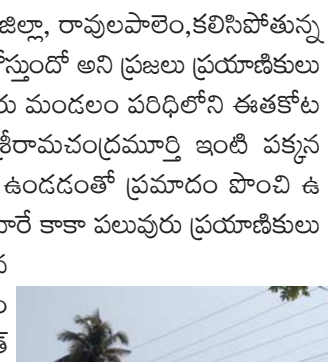 జిల్లా, రావులపాలెం,కలిసిపోతున్న
స్తుందో అని ప్రజలు ప్రయాణికులు
రు మండలం పరిధిలోని ఈతకోట
శ్రీరామచంద్రమూర్తి ఇంటి పక్కన
ఉండడంతో ప్రమాదం పొంచి ఉ
వారే కాకా పలువురు ప్రయాణికులు